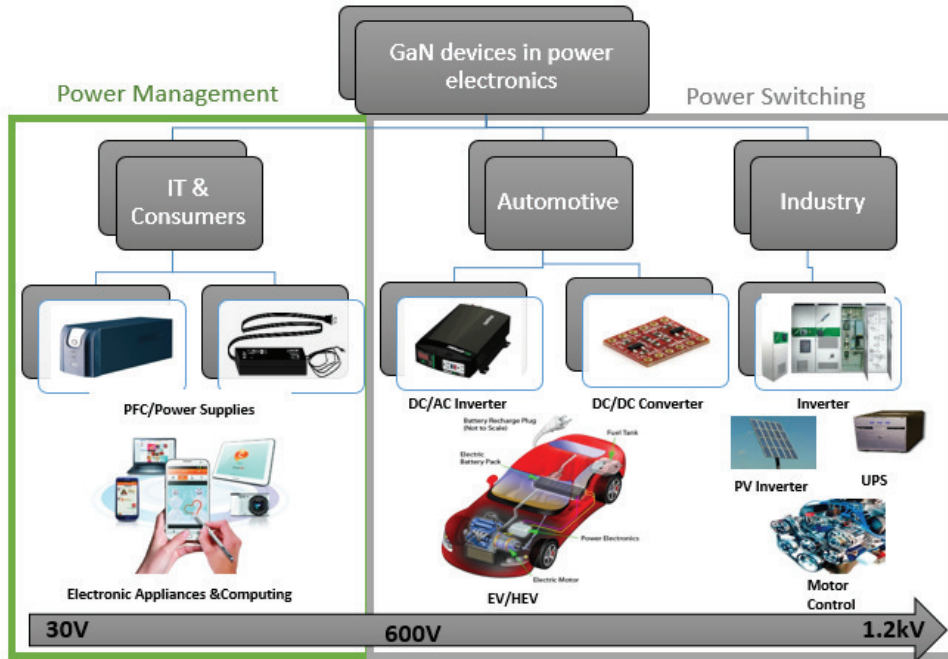 GaN devices in power
electronics
Power Management
Power Switching
IT &
Consumers
Automotive
Industry
PFC/Power Supplies
DC/AC Inverter
DC/DC Converter
Inverter
Battery Recharge Plug
(Not to Scale)
Fuel Tank
Electric
Battery Pack
Power Electronics
Electric Motor
PV Inverter
UPS
Electronic Appliances &Computing
EV/HEV
Motor
Control
30V
600V
1.2kV